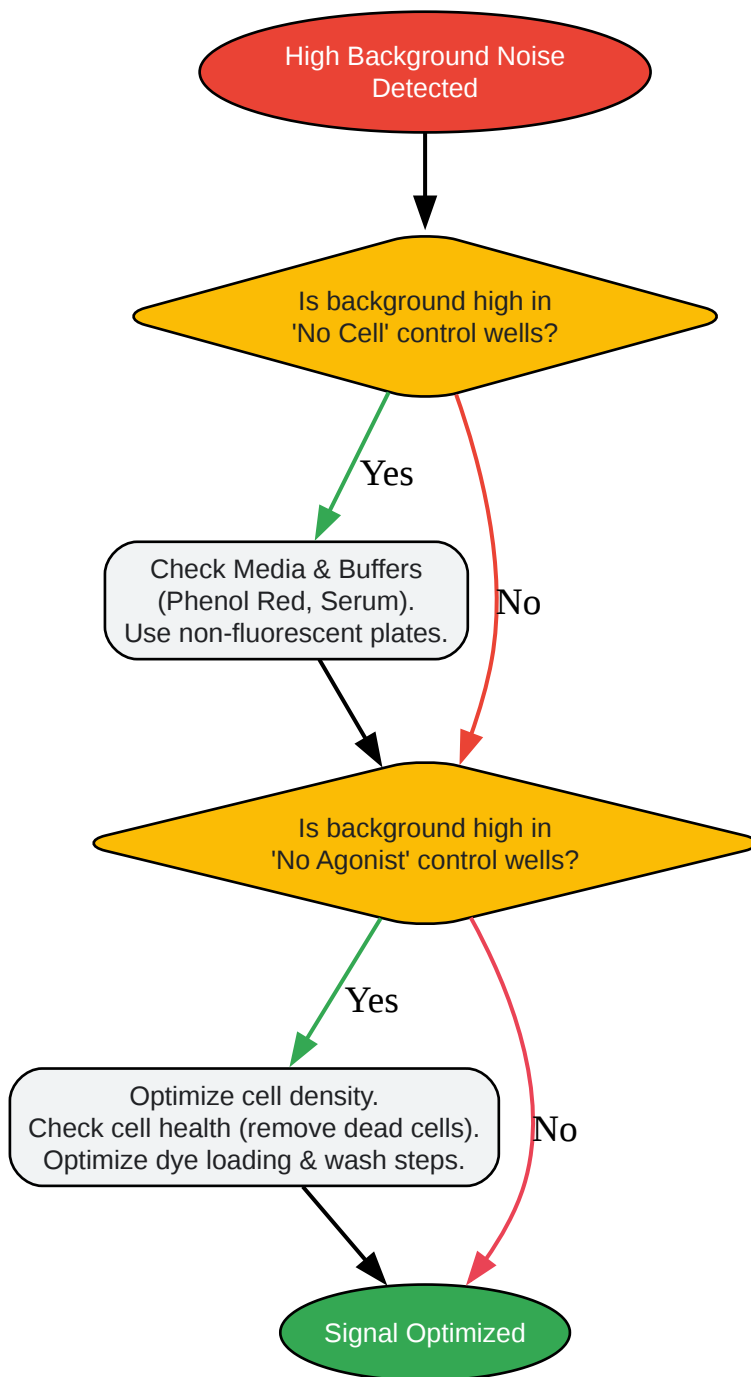 High Background Noise
Detected
Is background high in
'No Cell' control wells?
Yes
Check Media & Buffers
(Phenol Red, Serum).
Use non-fluorescent plates.
No
Is background high in
'No Agonist' control wells?
Yes
Optimize cell density.
Check cell health (remove dead cells).
Optimize dye loading & wash steps.
No
Signal Optimized